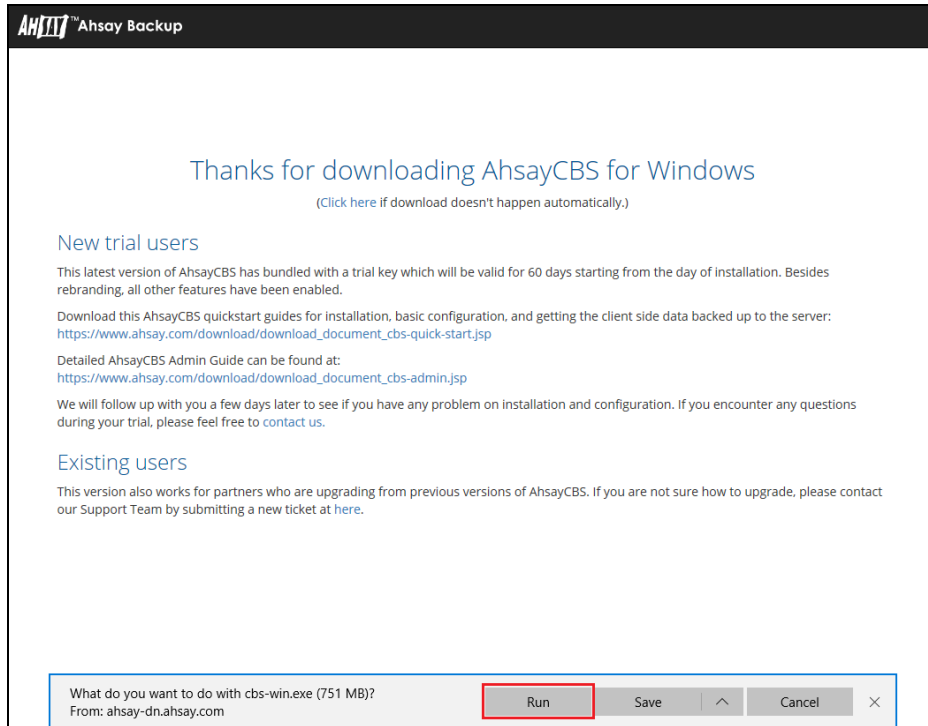 AHSAY™Ahsay Backup
Thanks for downloading AhsayCBS for Windows
(Click here if download doesn't happen automatically.)
New trial users
This latest version of AhsayCBS has bundled with a trial key which will be valid for 60 days starting from the day of installation. Besides
rebranding, all other features have been enabled.
Download this AhsayCBS quickstart guides for installation, basic configuration, and getting the client side data backed up to the server:
https://www.ahsay.com/download/download_document_cbs-quick-start.jsp
Detailed AhsayCBS Admin Guide can be found at:
https://www.ahsay.com/download/download_document_cbs-admin.jsp
We will follow up with you a few days later to see if you have any problem on installation and configuration. If you encounter any questions
during your trial, please feel free to contact us.
Existing users
This version also works for partners who are upgrading from previous versions of AhsayCBS. If you are not sure how to upgrade, please contact
our Support Team by submitting a new ticket at here.
What do you want to do with cbs-win.exe (751 MB)?
From: ahsay-dn.ahsay.com
Run
Save
Cancel